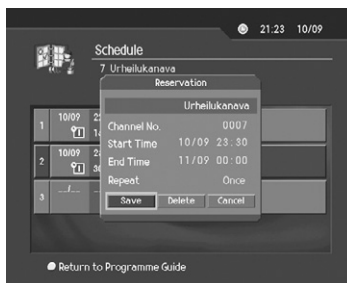 21.23 10/09
Schedule
7 Urheilukanava
Reservation
Urheilukanava
Channel No. 0007
Start Time 10/09 23:30
End Time 11/09 00:00
Repeat Once
Save Delete Cancel
1 10/09
2 10/09
3 --/--
Return to Programme Guide